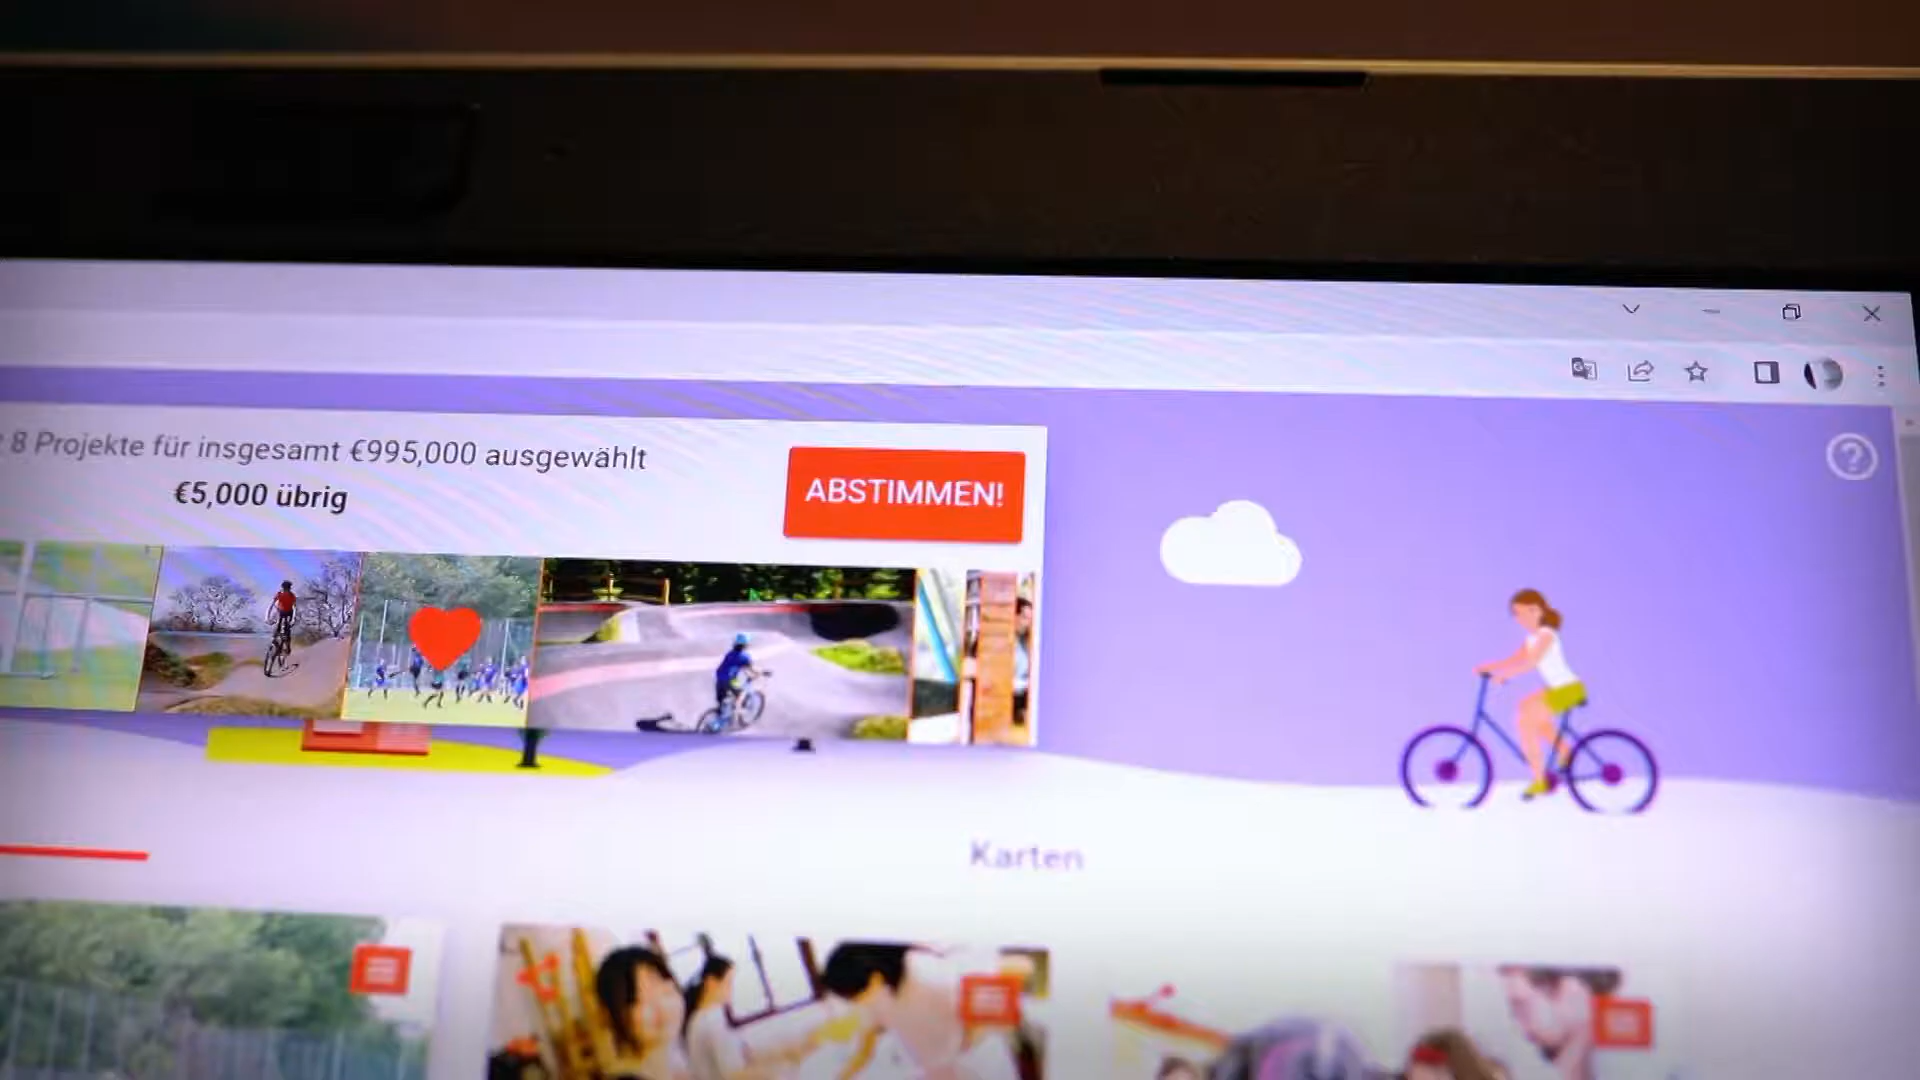 8 Projekte für insgesamt €995,000 ausgewählt
€5,000 übrig
ABSTIMMEN!
?
Karten